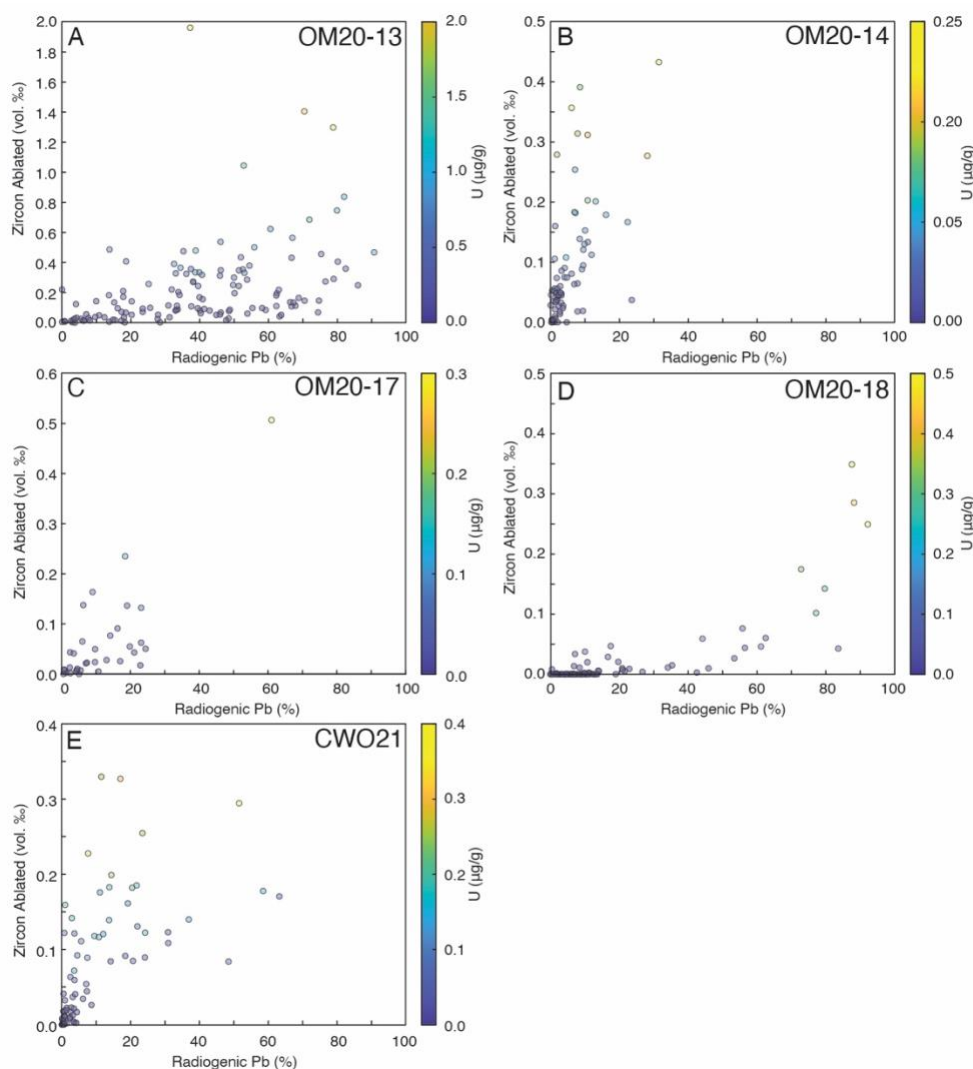 A
OM20-13
2.0
1.8
1.6
1.4
1.2
1.0
0.8
0.6
0.4
0.2
0.0
Zircon Ablated (vol. ‰)
0 20 40 60 80 100
Radiogenic Pb (%)
2.0
1.5
1.0
0.5
0.0
U (µg/g)
B
OM20-14
0.5
0.4
0.3
0.2
0.1
0.0
Zircon Ablated (vol. ‰)
0 20 40 60 80 100
Radiogenic Pb (%)
0.25
0.20
0.05
0.00
U (µg/g)
C
OM20-17
0.6
0.5
0.4
0.3
0.2
0.1
0.0
Zircon Ablated (vol. ‰)
0 20 40 60 80 100
Radiogenic Pb (%)
0.3
0.2
0.1
0.0
U (µg/g)
D
OM20-18
0.5
0.4
0.3
0.2
0.1
0.0
Zircon Ablated (vol. ‰)
0 20 40 60 80 100
Radiogenic Pb (%)
0.5
0.4
0.3
0.2
0.1
0.0
U (µg/g)
E
CWO21
0.4
0.3
0.2
0.1
0.0
Zircon Ablated (vol. ‰)
0 20 40 60 80 100
Radiogenic Pb (%)
0.4
0.3
0.2
0.1
0.0
U (µg/g)